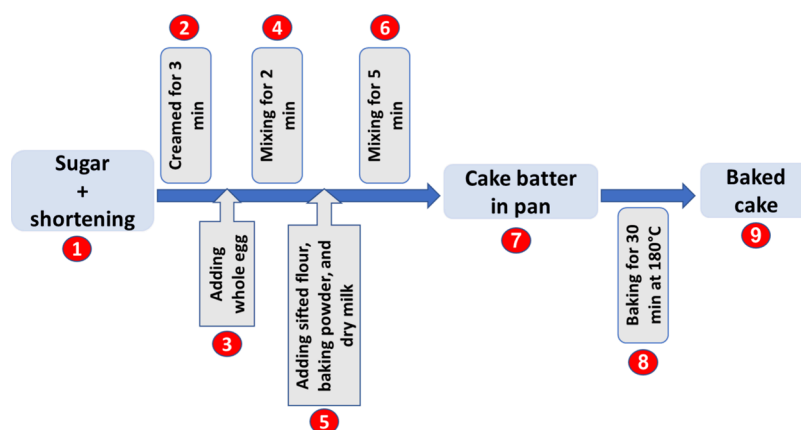 2
Creamed for 3
min
4
Mixing for 2
min
6
Mixing for 5
min
Sugar
+
shortening
1
Adding
whole egg
3
Adding sifted flour,
baking powder, and
dry milk
5
Cake batter
in pan
7
Baking for 30
min at 180°C
8
Baked
cake
9